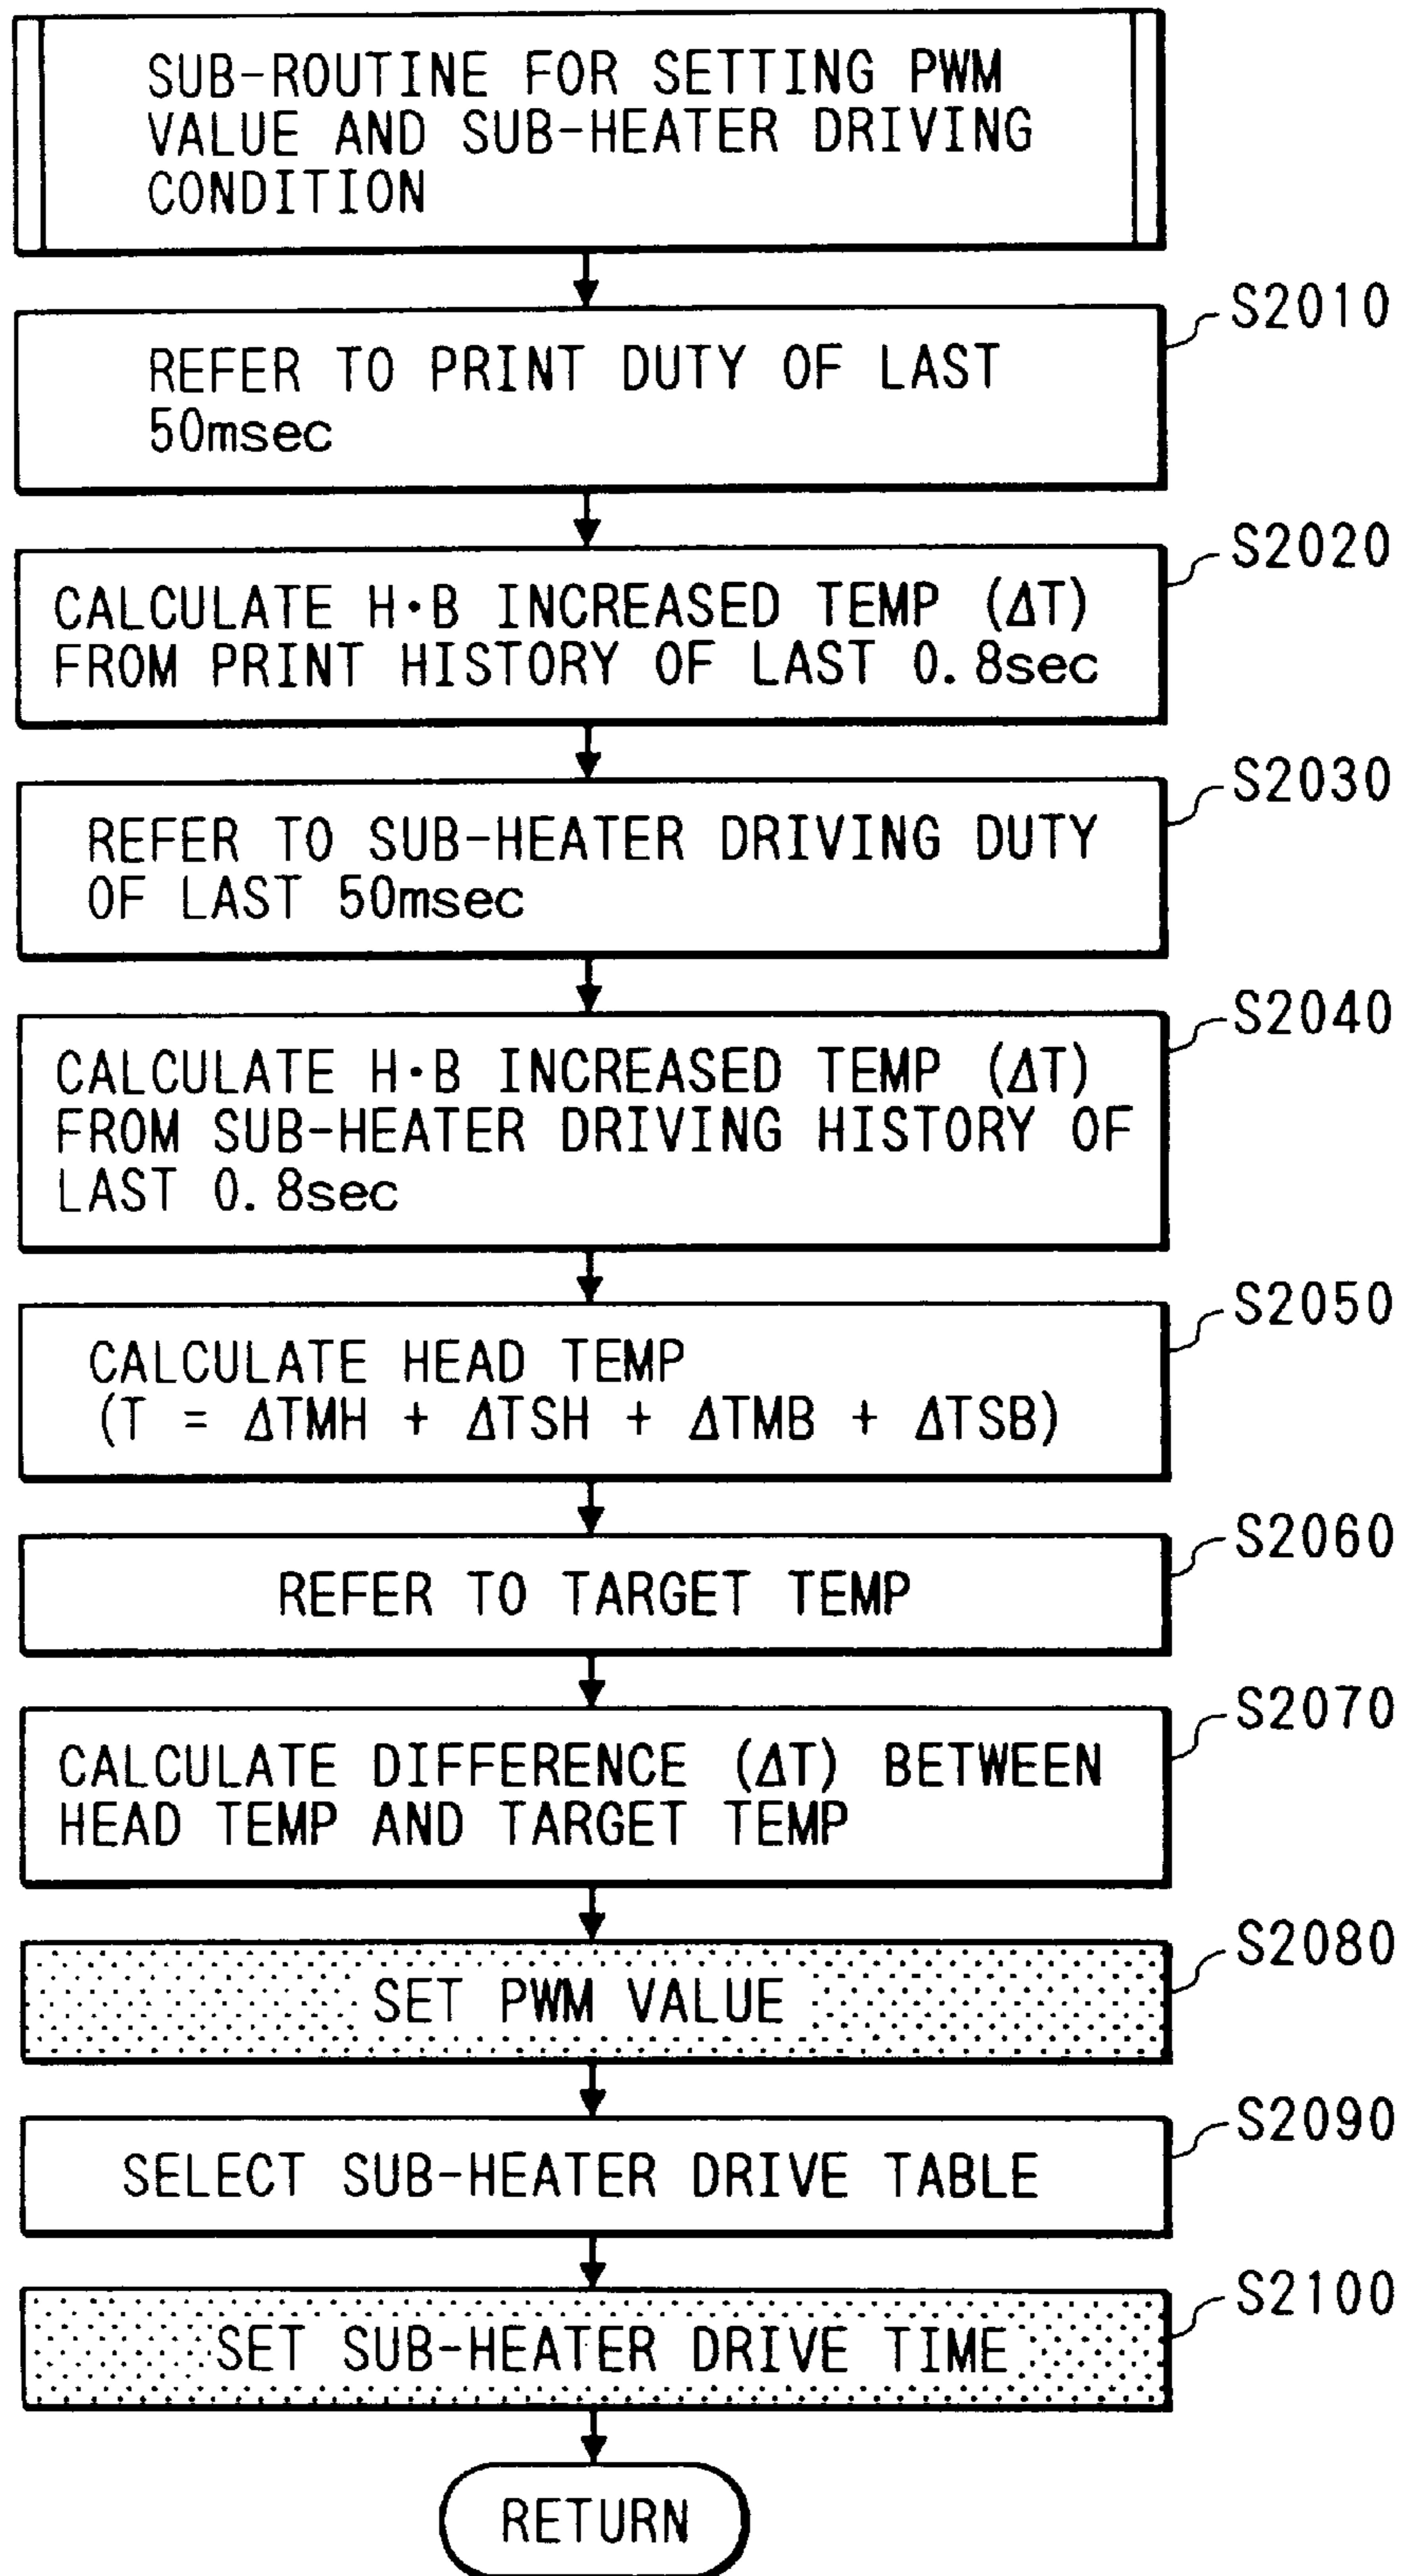 SUB-ROUTINE FOR SETTING PWM
VALUE AND SUB-HEATER DRIVING
CONDITION
S2010
REFER TO PRINT DUTY OF LAST
50msec
S2020
CALCULATE H·B INCREASED TEMP (ΔT)
FROM PRINT HISTORY OF LAST 0.8sec
S2030
REFER TO SUB-HEATER DRIVING DUTY
OF LAST 50msec
S2040
CALCULATE H·B INCREASED TEMP (ΔT)
FROM SUB-HEATER DRIVING HISTORY OF
LAST 0.8sec
S2050
CALCULATE HEAD TEMP
(T = ΔTMH + ΔTSH + ΔTMB + ΔTSB)
S2060
REFER TO TARGET TEMP
S2070
CALCULATE DIFFERENCE (ΔT) BETWEEN
HEAD TEMP AND TARGET TEMP
S2080
SET PWM VALUE
S2090
SELECT SUB-HEATER DRIVE TABLE
S2100
SET SUB-HEATER DRIVE TIME
RETURN